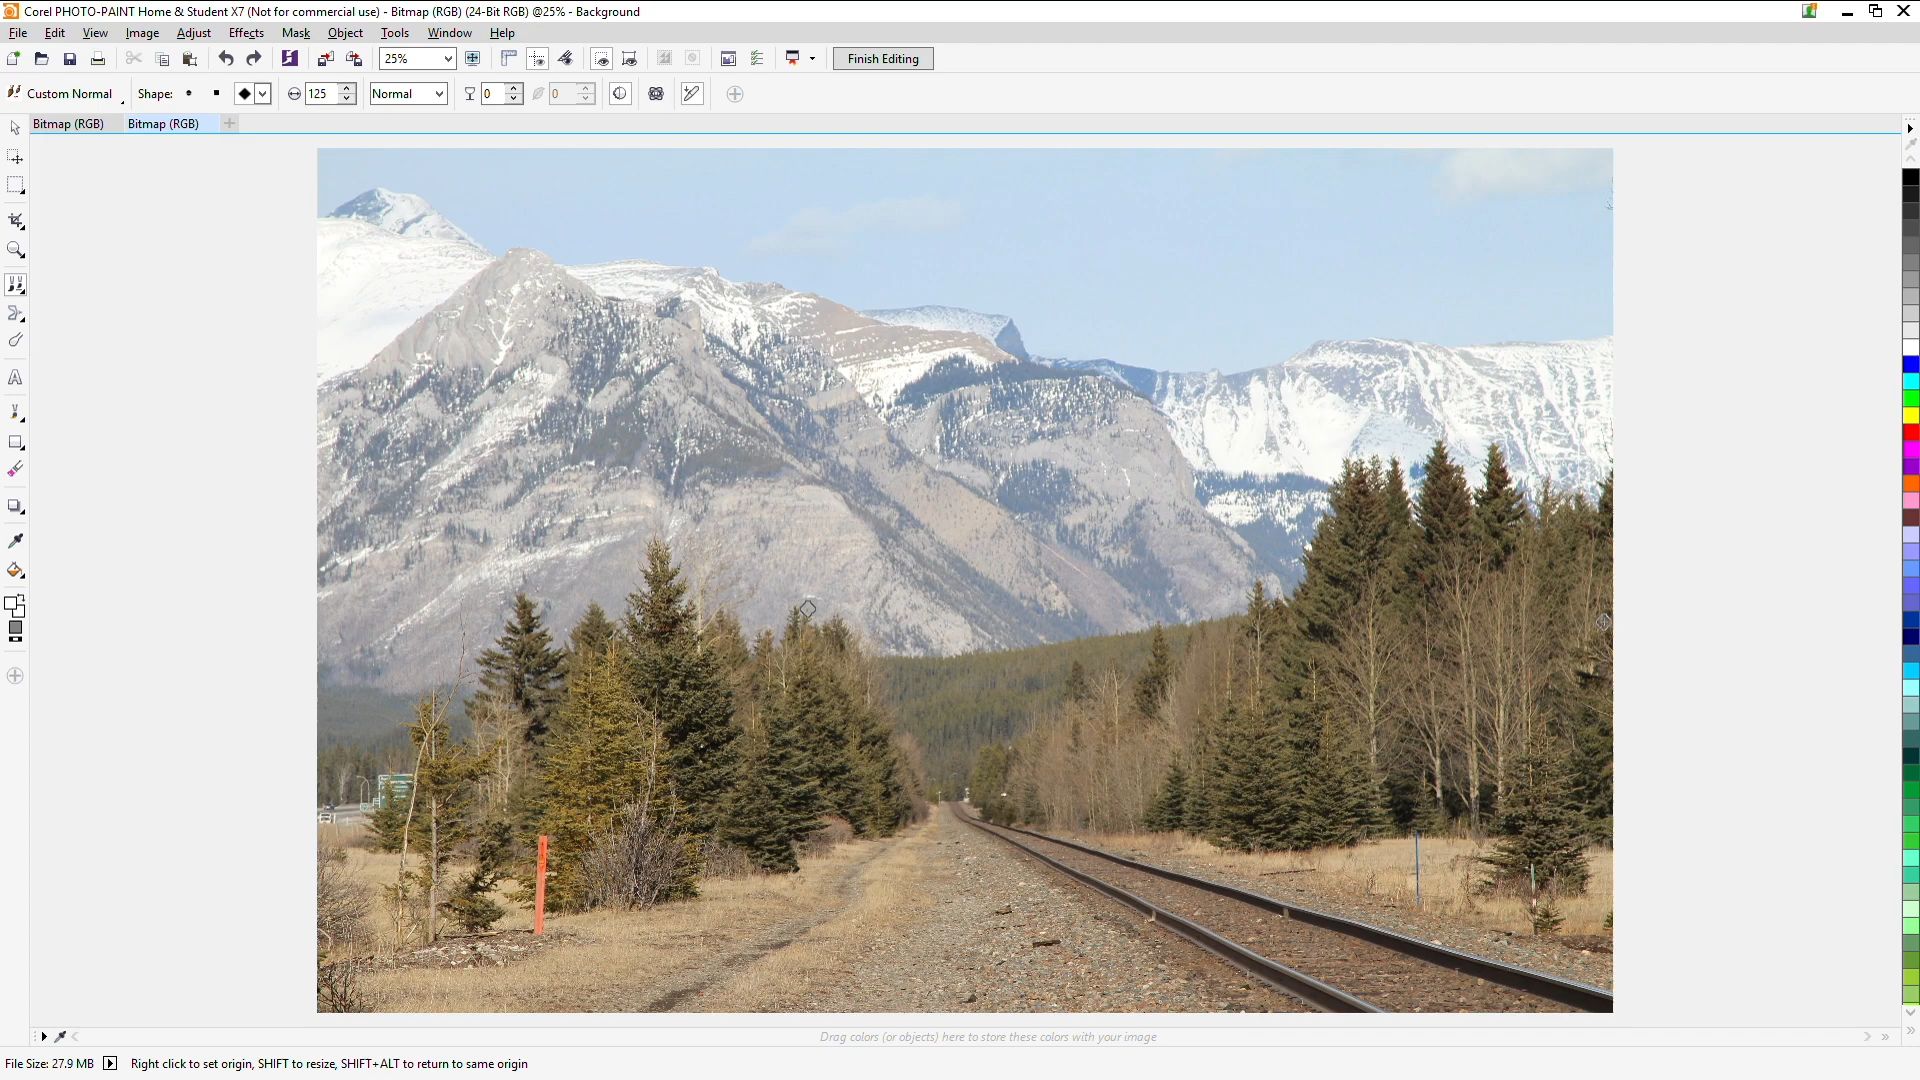 Corel PHOTO-PAINT Home & Student X7 (Not for commercial use) - Bitmap (RGB) (24-Bit RGB) @25% - Background
File Edit View Image Adjust Effects Mask Object Tools Window Help
25% Finish Editing
Custom Normal Shape: 125 Normal 0 0
Bitmap (RGB) Bitmap (RGB)
Drag colors (or objects) here to store these colors with your image
File Size: 27.9 MB Right click to set origin, SHIFT to resize, SHIFT+ALT to return to same origin